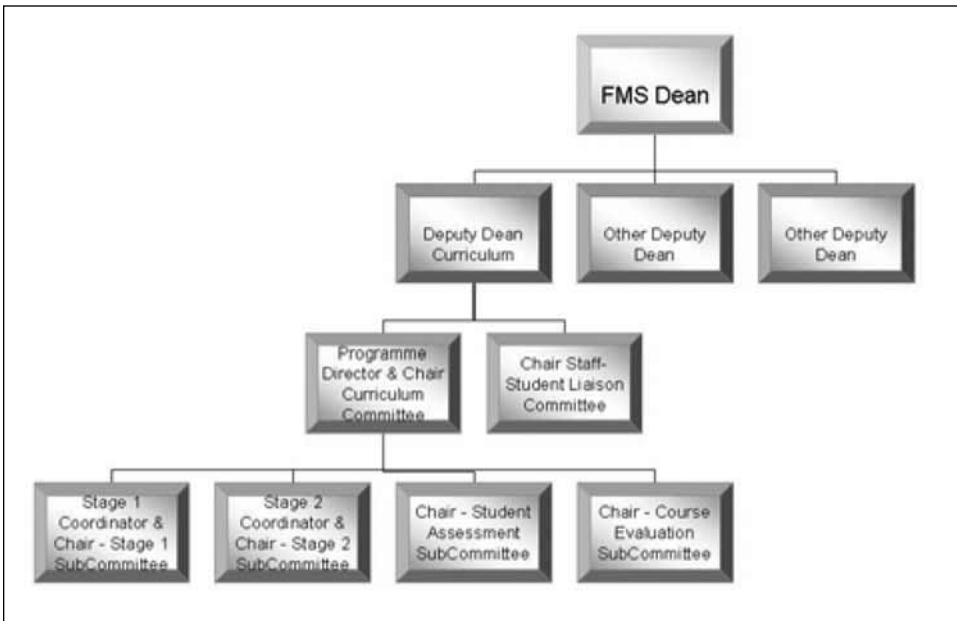 FMS Dean
Deputy Dean
Curriculum
Other Deputy
Dean
Other Deputy
Dean
Programme
Director & Chair
Curriculum
Committee
Chair Staff-
Student Liaison
Committee
Stage 1
Coordinator &
Chair - Stage 1
SubCommittee
Stage 2
Coordinator &
Chair - Stage 2
SubCommittee
Chair - Student
Assessment
SubCommittee
Chair - Course
Evaluation
SubCommittee